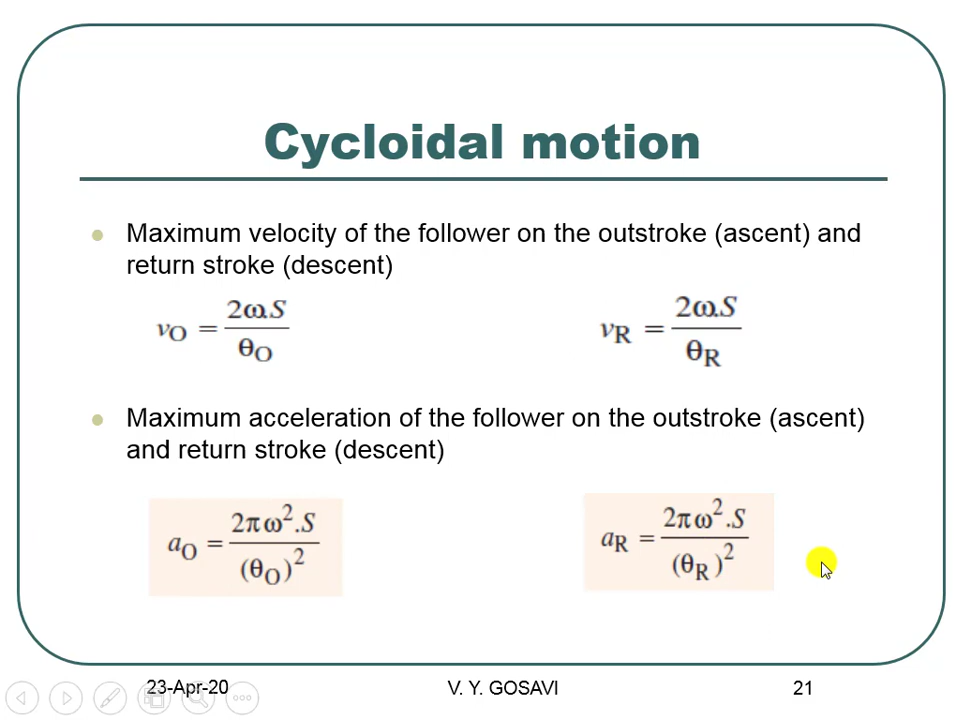 Cycloidal motion
Maximum velocity of the follower on the outstroke (ascent) and
return stroke (descent)
vO = 2ω.S / θO
vR = 2ω.S / θR
Maximum acceleration of the follower on the outstroke (ascent)
and return stroke (descent)
aO = 2πω².S / (θO)²
aR = 2πω².S / (θR)²
23-Apr-20
V. Y. GOSAVI
21